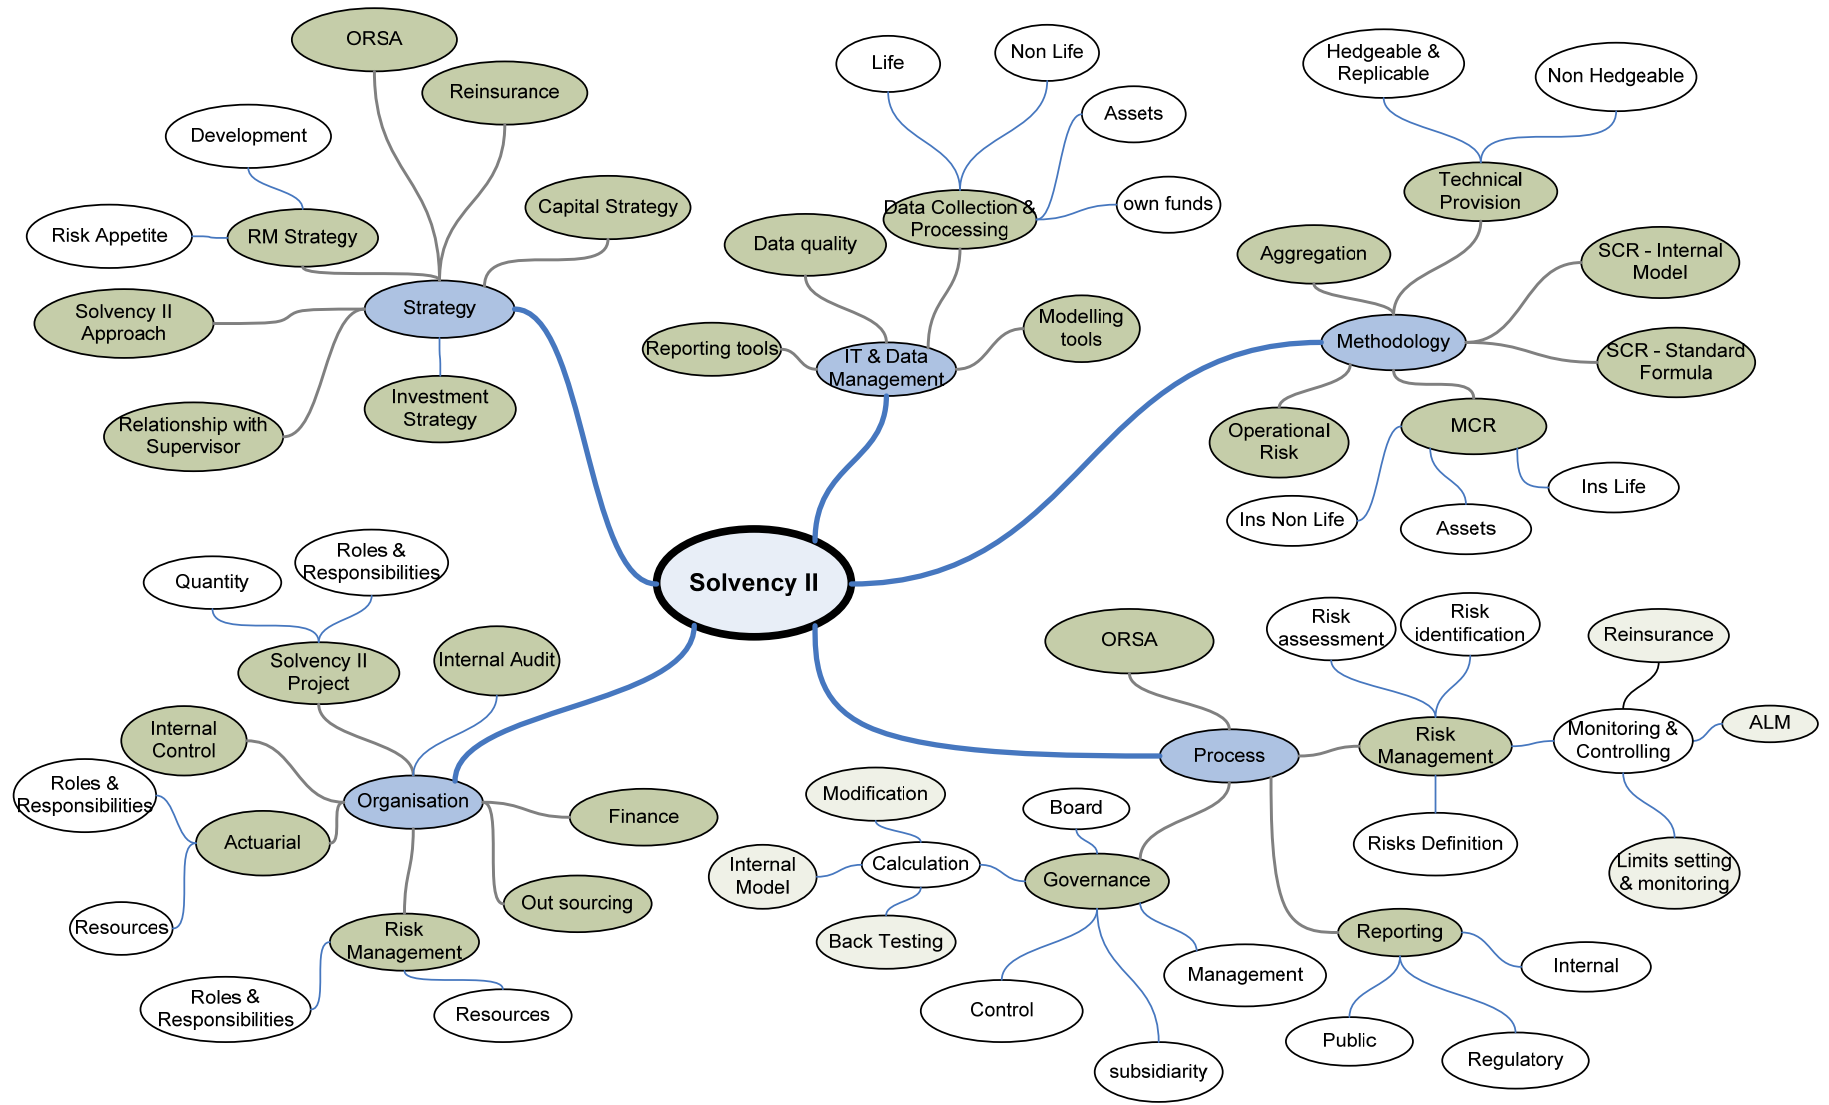 ORSA
Reinsurance
Development
Capital Strategy
Risk Appetite
RM Strategy
Solvency II
Approach
Strategy
Relationship with
Supervisor
Investment
Strategy
Life
Non Life
Assets
own funds
Data Collection &
Processing
Data quality
Reporting tools
IT & Data
Management
Modelling
tools
Hedgeable &
Replicable
Non Hedgeable
Technical
Provision
Aggregation
SCR - Internal
Model
Methodology
SCR - Standard
Formula
Operational
Risk
MCR
Ins Life
Ins Non Life
Assets
Solvency II
Quantity
Roles &
Responsibilities
Solvency II
Project
Internal Audit
Internal
Control
Roles &
Responsibilities
Organisation
Actuarial
Finance
Resources
Out sourcing
Risk
Management
Roles &
Responsibilities
Resources
ORSA
Risk
assessment
Risk
identification
Reinsurance
Process
Risk
Management
Monitoring &
Controlling
ALM
Risks Definition
Limits setting
& monitoring
Modification
Board
Internal
Model
Calculation
Governance
Back Testing
Management
Control
subsidiarity
Reporting
Internal
Public
Regulatory